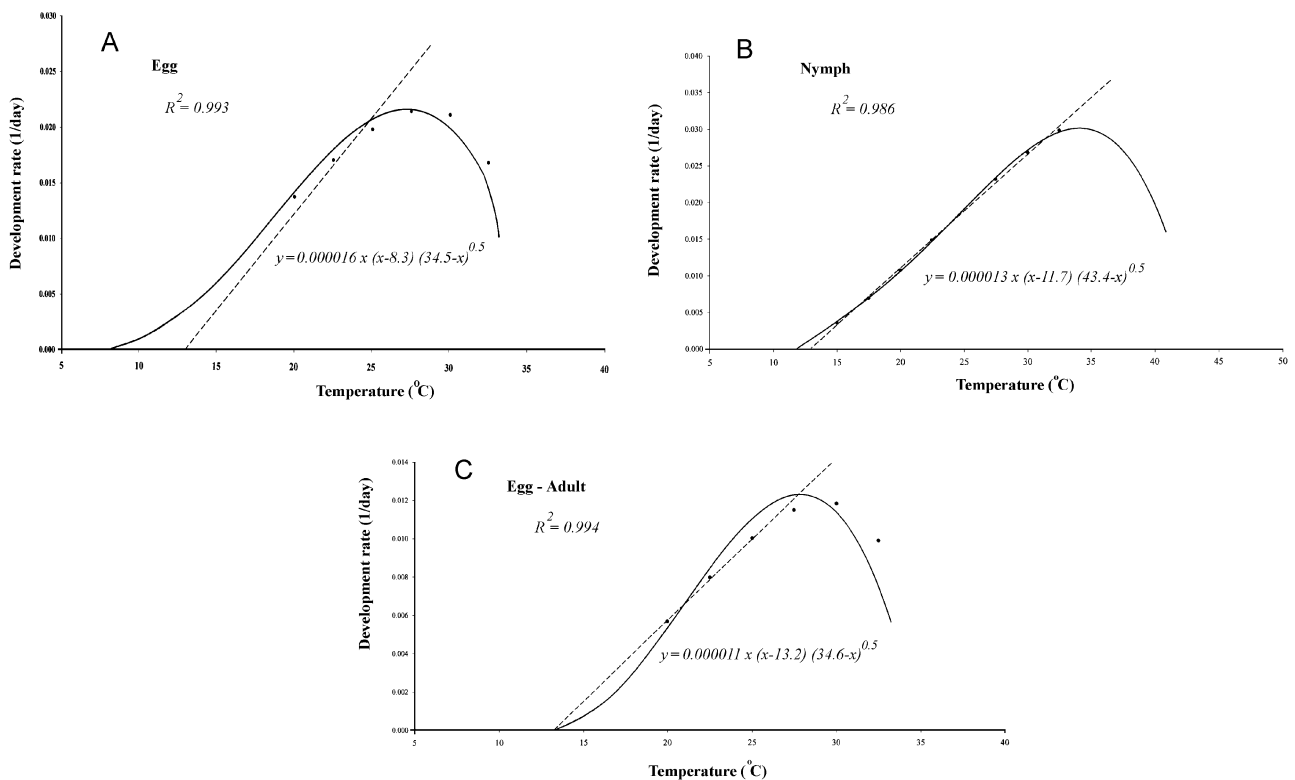 A
Egg
R2= 0.993
y=0.000016 x (x-8.3) (34.5-x)0.5
Development rate (1/day)
0.030
0.025
0.020
0.015
0.010
0.005
0.000
5 10 15 20 25 30 35 40
Temperature (oC)
B
Nymph
R2= 0.986
y= 0.000013 x (x-11.7) (43.4-x)0.5
Development rate (1/day)
0.040
0.035
0.030
0.025
0.020
0.015
0.010
0.005
0.000
5 10 15 20 25 30 35 40 45 50
Temperature (oC)
C
Egg - Adult
R2= 0.994
y= 0.000011 x (x-13.2) (34.6-x)0.5
Development rate (1/day)
0.014
0.012
0.010
0.008
0.006
0.004
0.002
0.000
5 10 15 20 25 30 35 40
Temperature (oC)